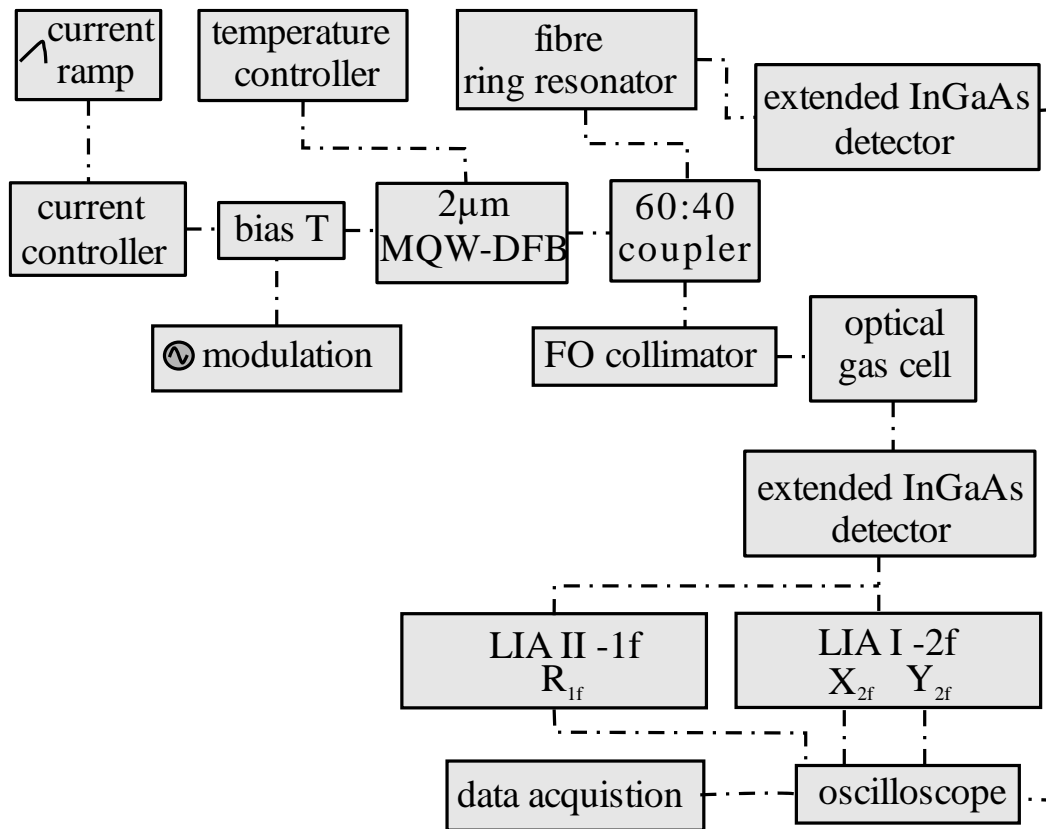 current
ramp
temperature
controller
fibre
ring resonator
extended InGaAs
detector
current
controller
bias T
2µm
MQW-DFB
60:40
coupler
modulation
FO collimator
optical
gas cell
extended InGaAs
detector
LIA II -1f
R1f
LIA I -2f
X2f Y2f
data acquistion
oscilloscope